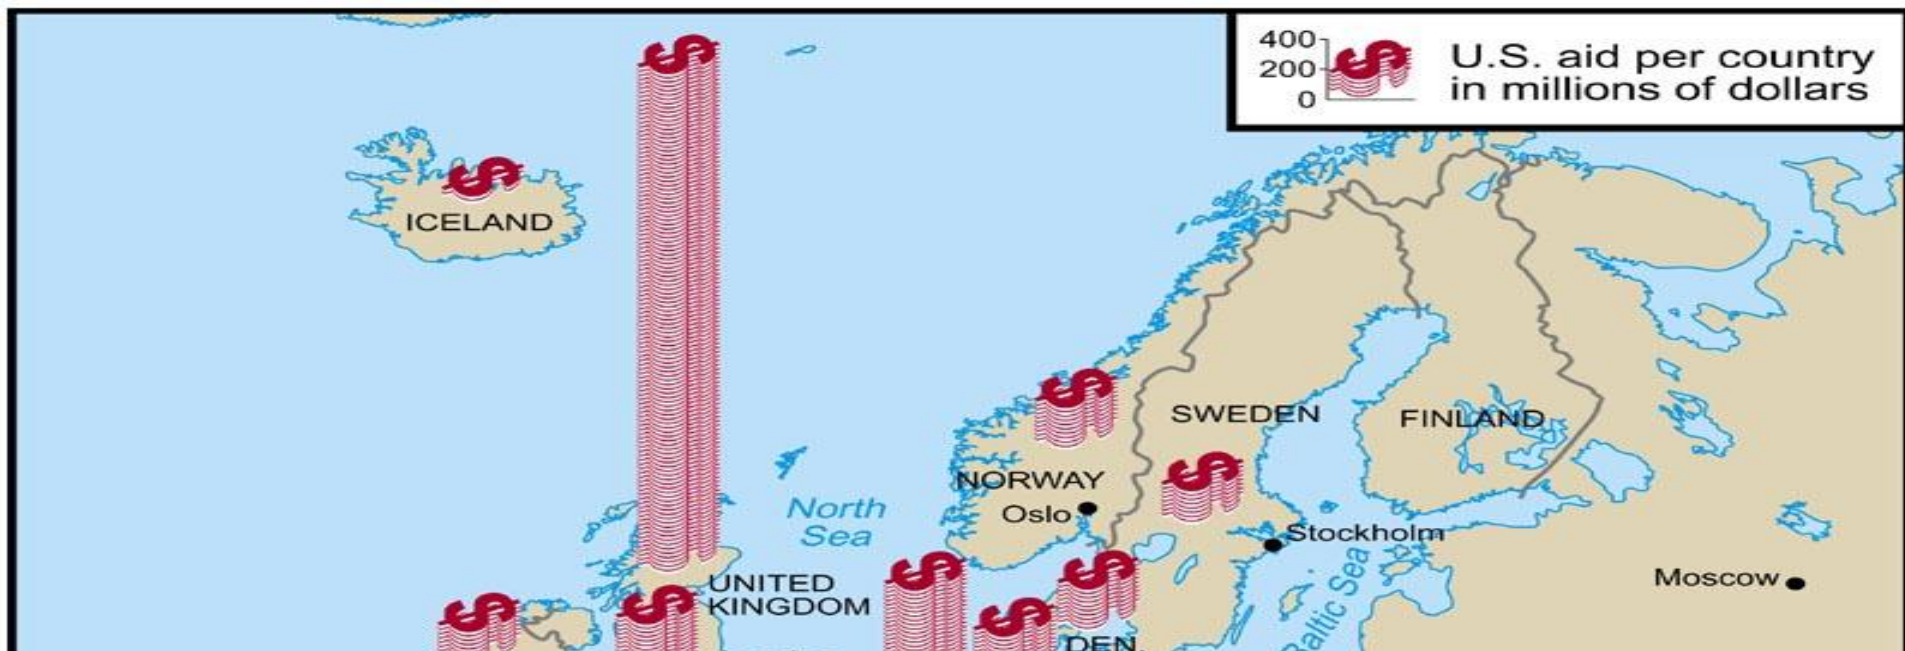 400
200
0
U.S. aid per country
in millions of dollars
$
$
$
ICELAND
$
SWEDEN
FINLAND
$
NORWAY
Oslo
North
Sea
Stockholm
Baltic Sea
Moscow
$
$
UNITED
KINGDOM
$
$
$
DEN.